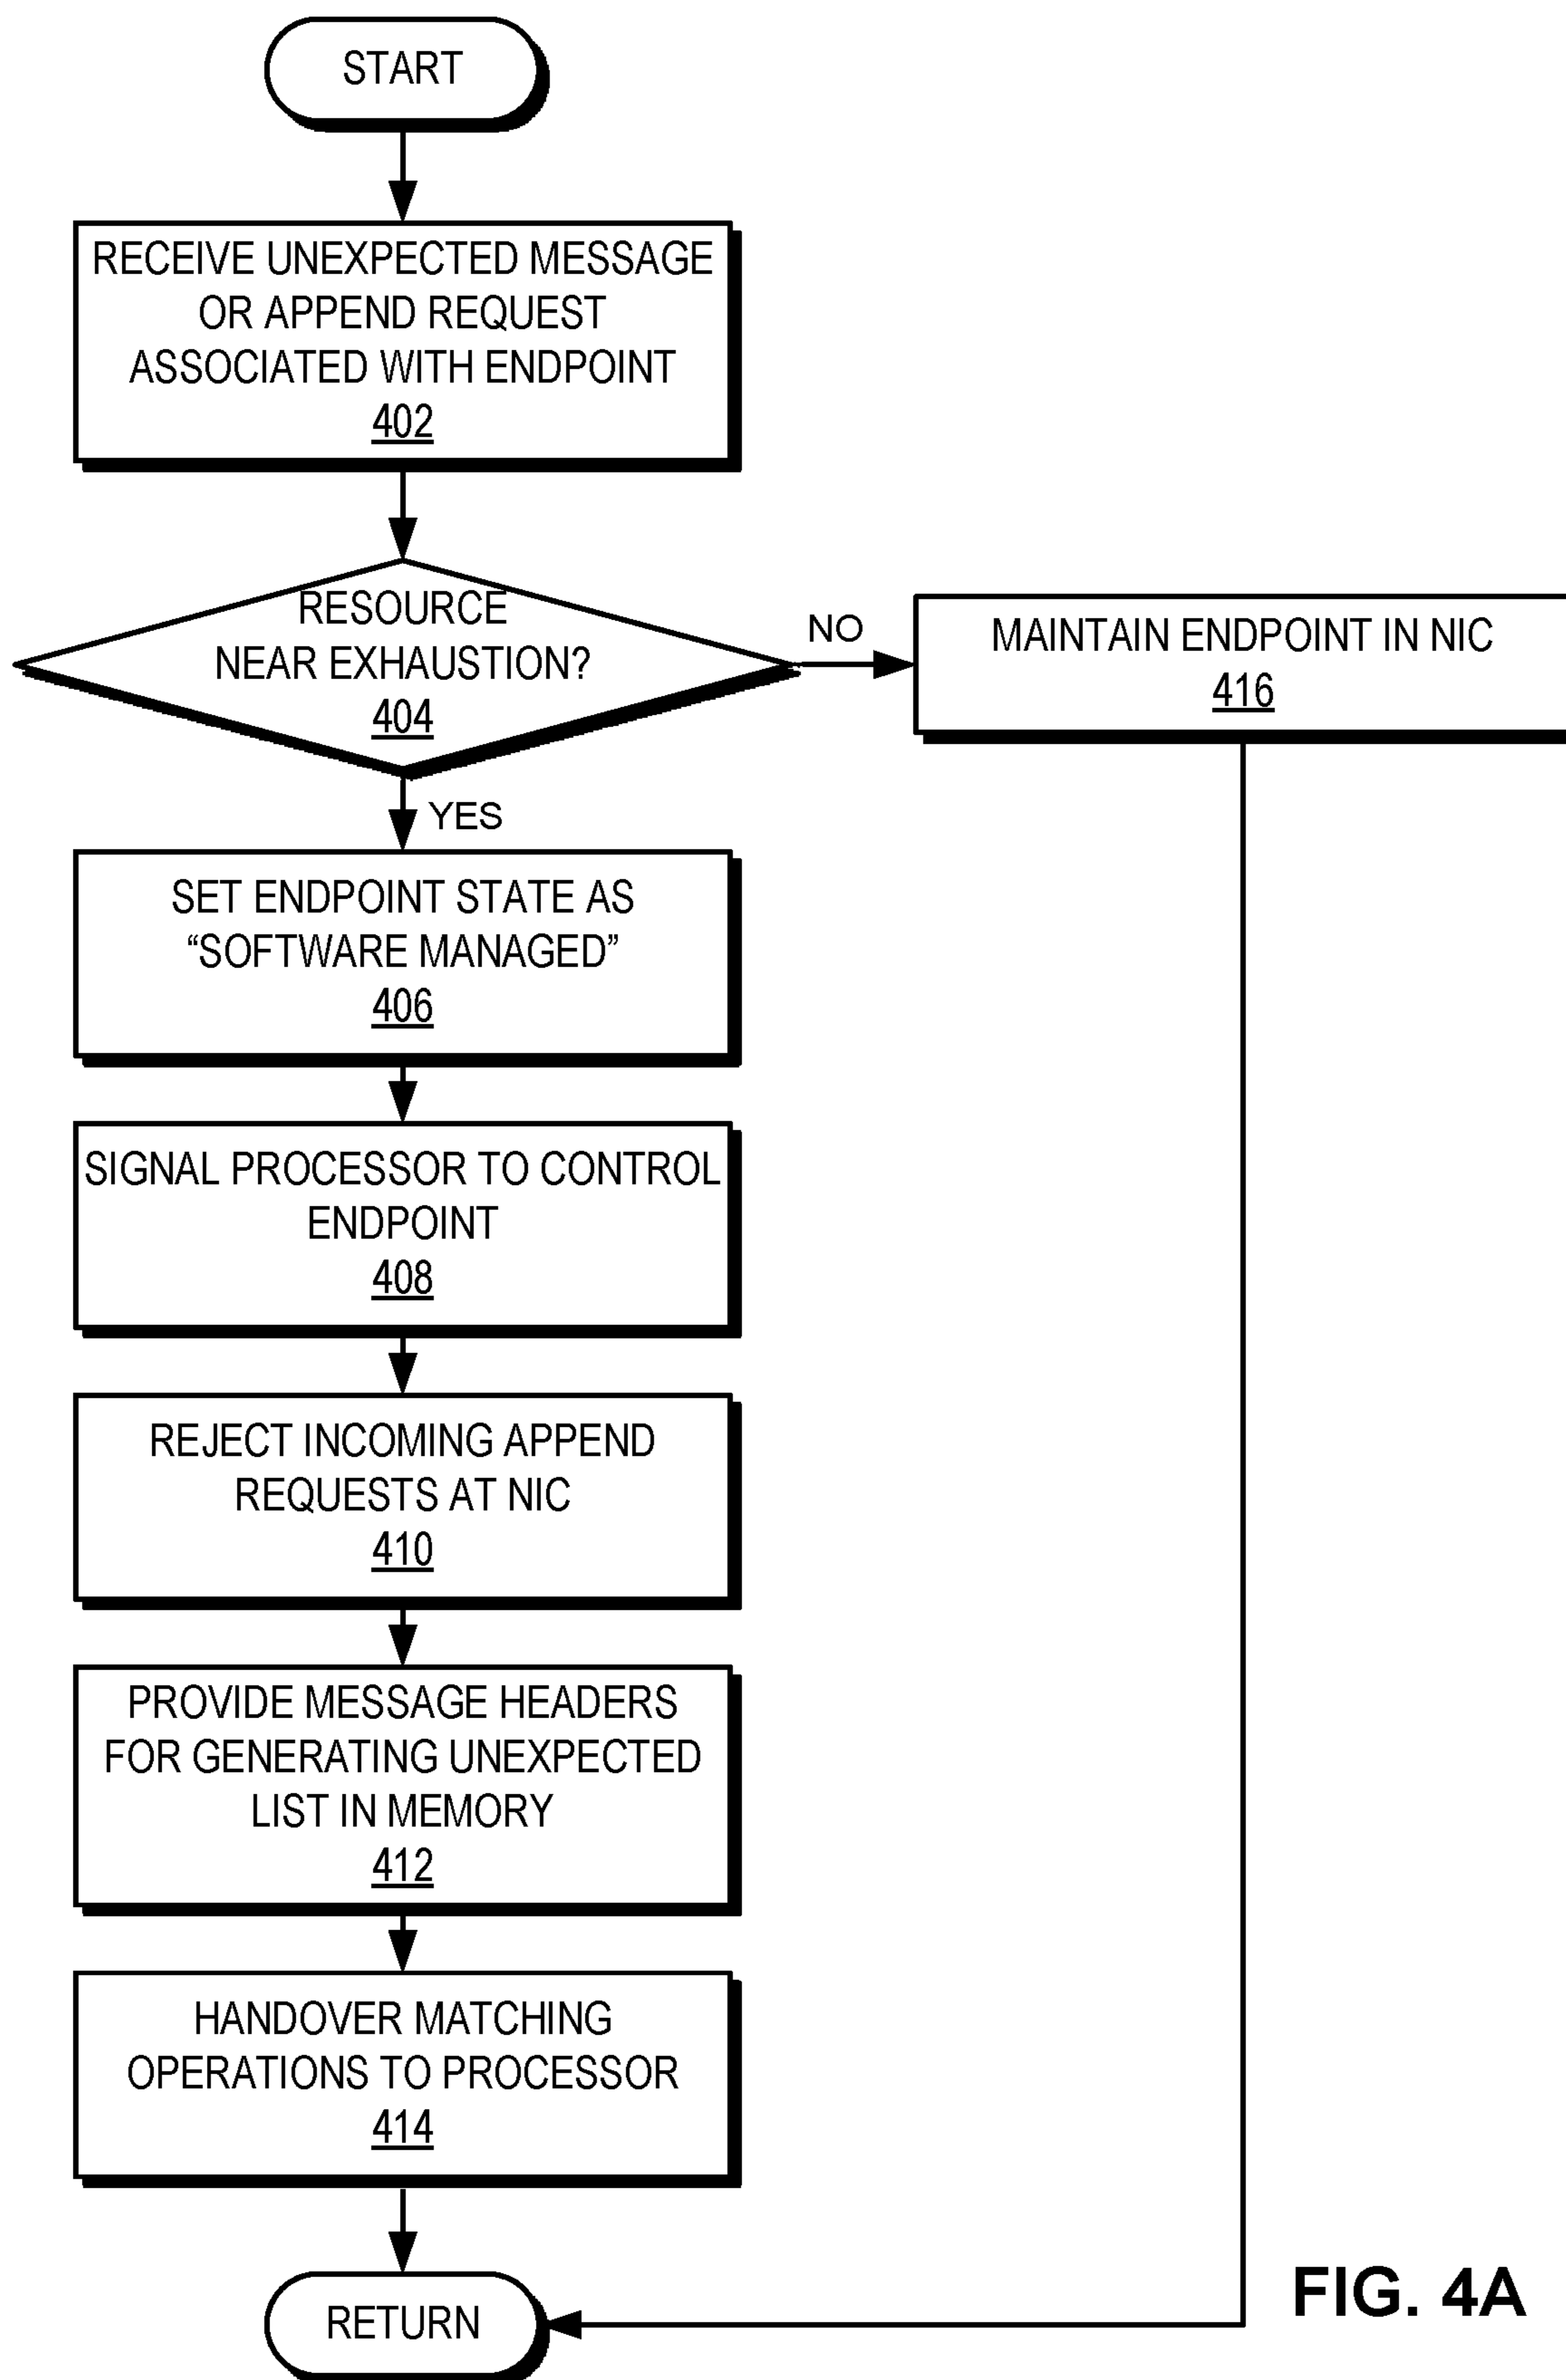 START
RECEIVE UNEXPECTED MESSAGE
OR APPEND REQUEST
ASSOCIATED WITH ENDPOINT
402
RESOURCE
NEAR EXHAUSTION?
404
NO
MAINTAIN ENDPOINT IN NIC
416
YES
SET ENDPOINT STATE AS
“SOFTWARE MANAGED”
406
SIGNAL PROCESSOR TO CONTROL
ENDPOINT
408
REJECT INCOMING APPEND
REQUESTS AT NIC
410
PROVIDE MESSAGE HEADERS
FOR GENERATING UNEXPECTED
LIST IN MEMORY
412
HANDOVER MATCHING
OPERATIONS TO PROCESSOR
414
RETURN
FIG. 4A